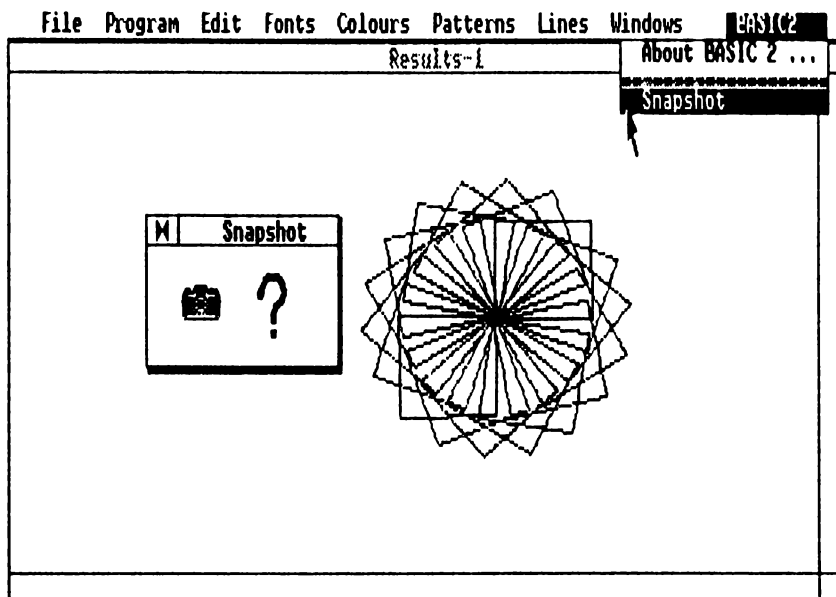 File Program Edit Fonts Colours Patterns Lines Windows BASIC2
Results-1
About BASIC 2 ...
Snapshot
Snapshot
?